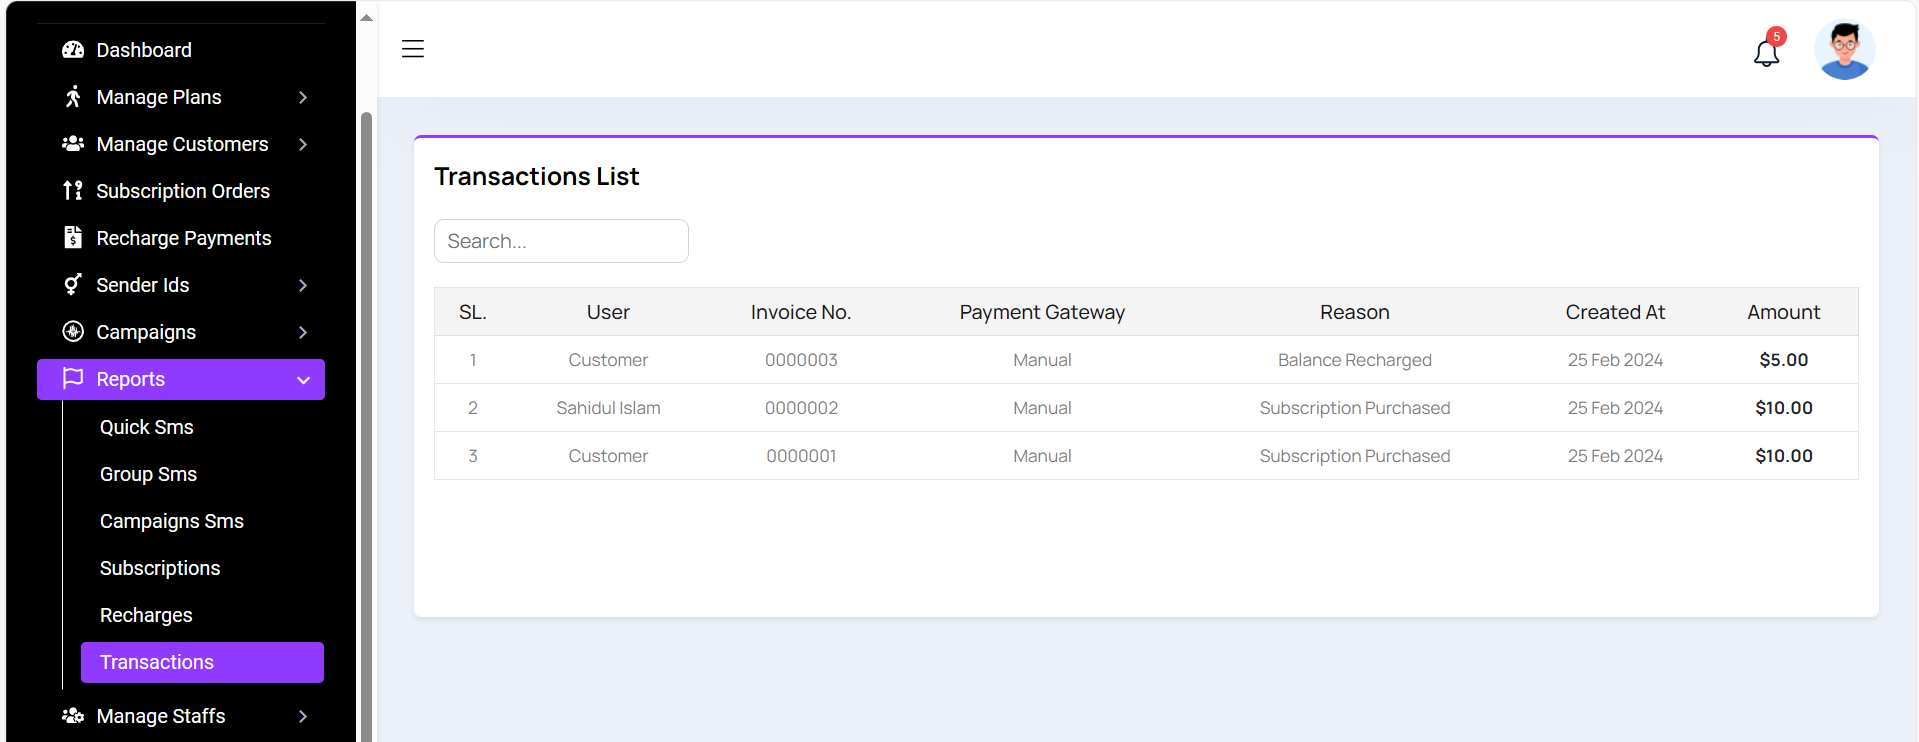 Dashboard
Manage Plans
Manage Customers
Subscription Orders
Recharge Payments
Sender Ids
Campaigns
Reports
Quick Sms
Group Sms
Campaigns Sms
Subscriptions
Recharges
Transactions
Manage Staffs
5
Transactions List
Search...
SL. User Invoice No. Payment Gateway Reason Created At Amount
1 Customer 0000003 Manual Balance Recharged 25 Feb 2024 $5.00
2 Sahidul Islam 0000002 Manual Subscription Purchased 25 Feb 2024 $10.00
3 Customer 0000001 Manual Subscription Purchased 25 Feb 2024 $10.00